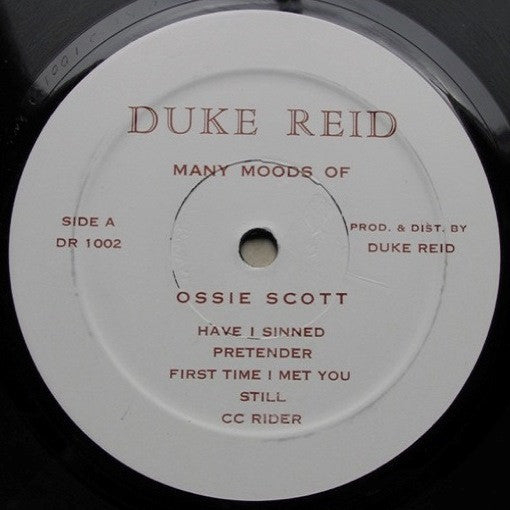 DUKE REID
MANY MOODS OF
SIDE A
DR 1002
PROD. & DIST. BY
DUKE REID
OSSIE SCOTT
HAVE I SINNED
PRETENDER
FIRST TIME I MET YOU
STILL
CC RIDER